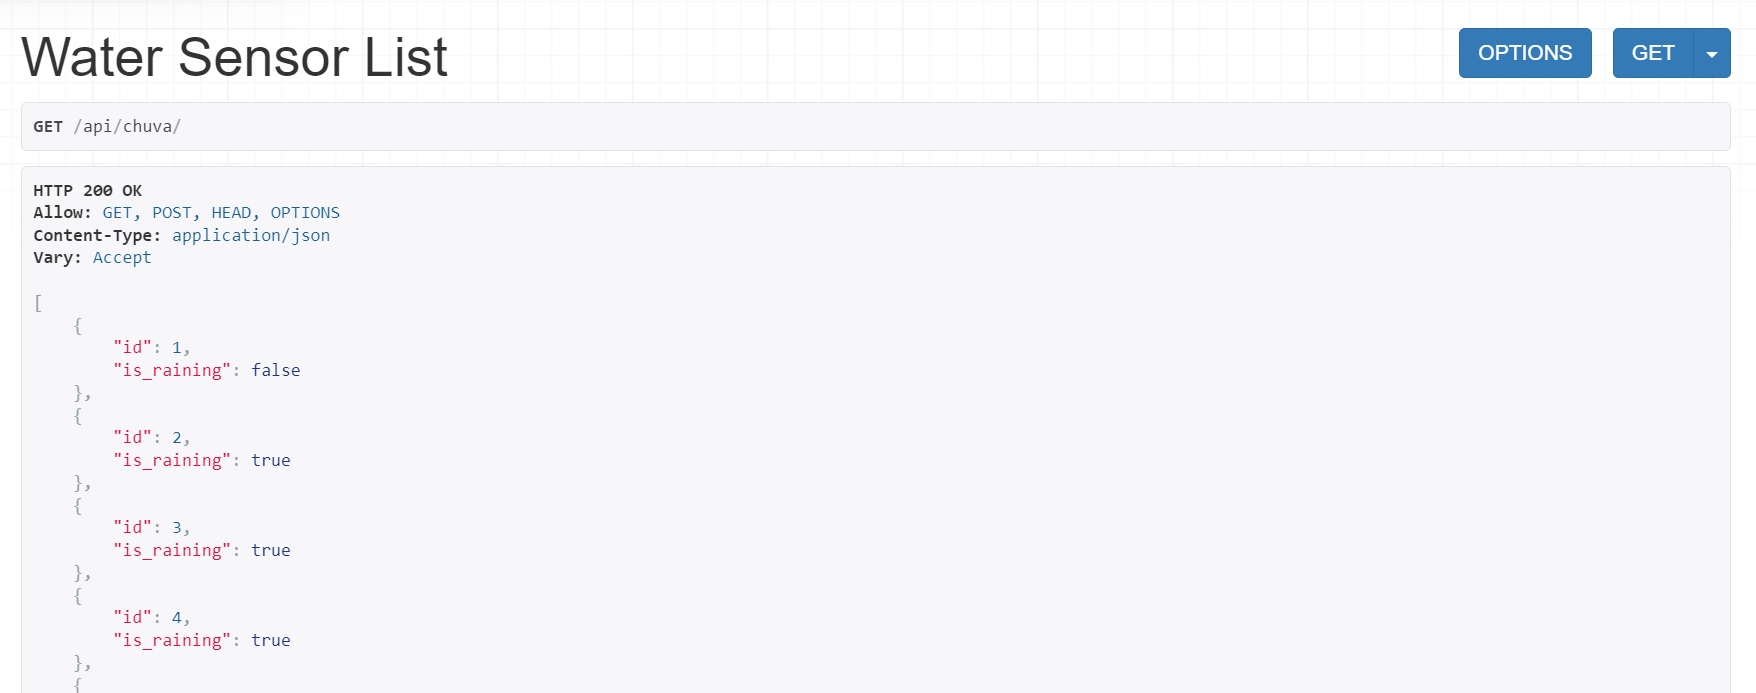 Water Sensor List
OPTIONS
GET
GET /api/chuva/
HTTP 200 OK
Allow: GET, POST, HEAD, OPTIONS
Content-Type: application/json
Vary: Accept
[
{
"id": 1,
"is_raining": false
},
{
"id": 2,
"is_raining": true
},
{
"id": 3,
"is_raining": true
},
{
"id": 4,
"is_raining": true
},
{